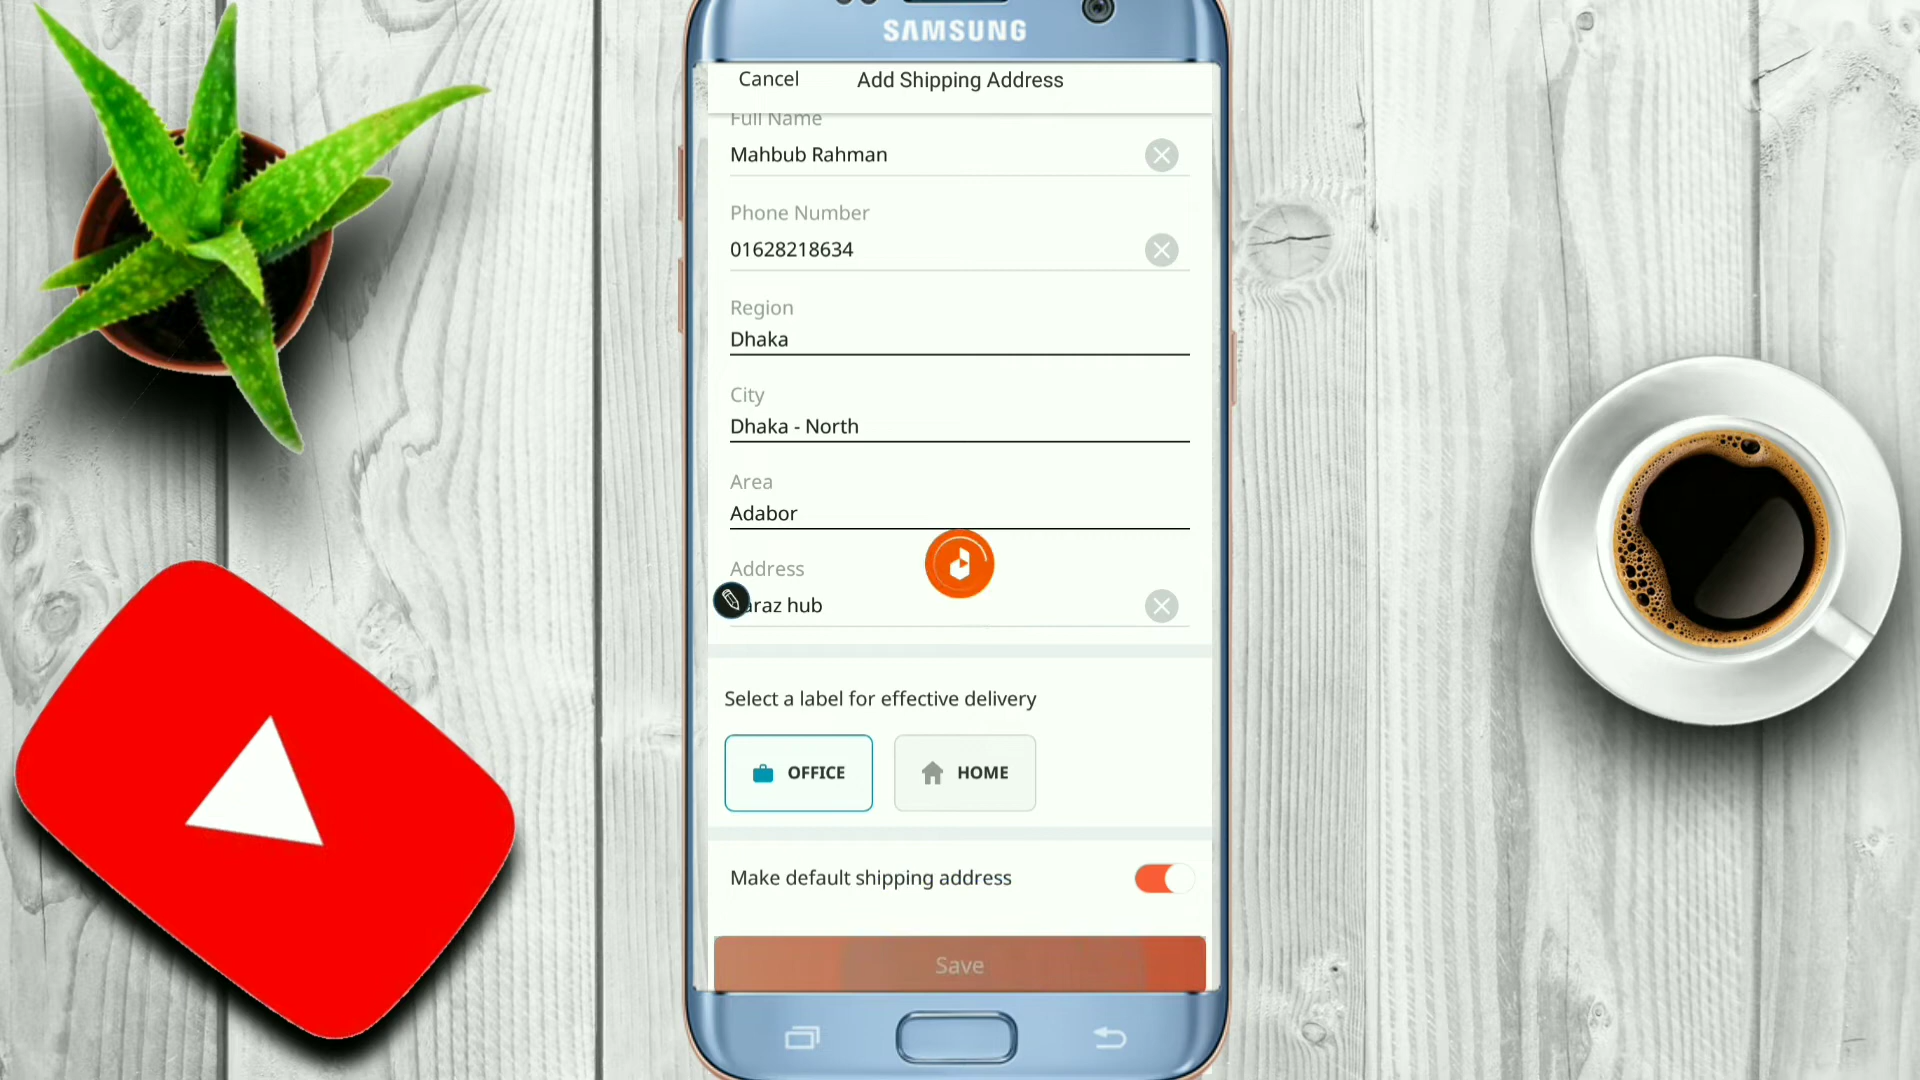 SAMSUNG
Cancel
Add Shipping Address
Full Name
Mahbub Rahman
Phone Number
01628218634
Region
Dhaka
City
Dhaka - North
Area
Adabor
Address
araz hub
Select a label for effective delivery
OFFICE
HOME
Make default shipping address
Save